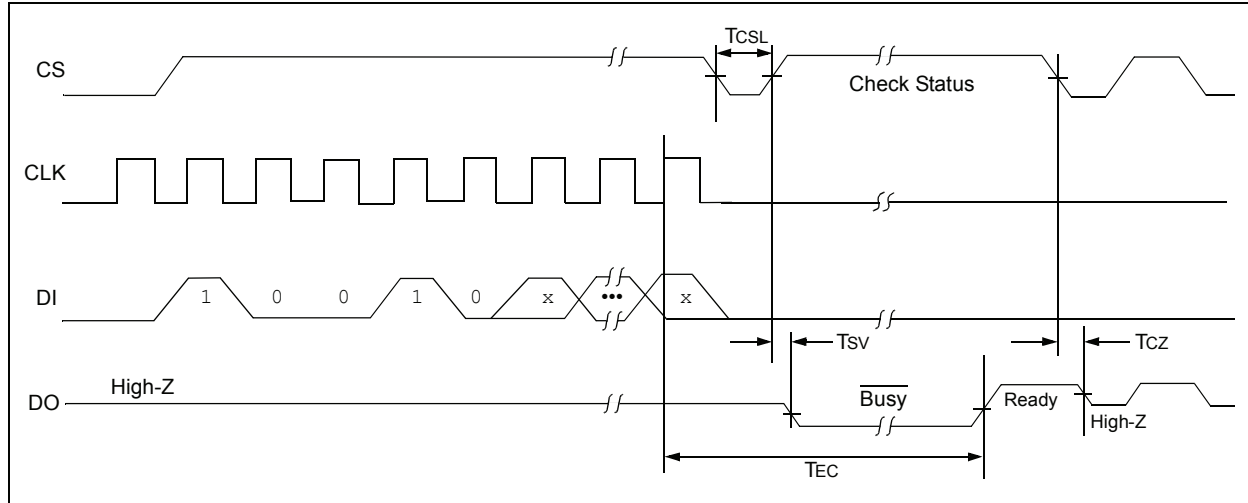 TCSL
CS
Check Status
CLK
DI
1 0 0 1 0 x ••• x
TSV
TCZ
High-Z
DO
Busy
Ready
High-Z
TEC